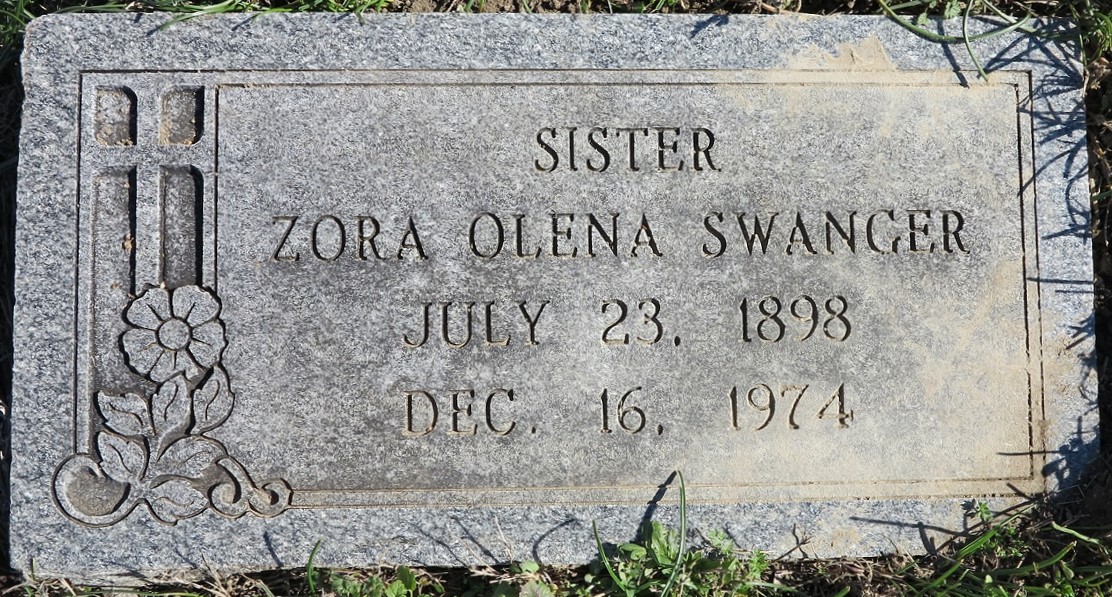 SISTER
ZORA OLENA SWANGER
JULY 23, 1898
DEC. 16, 1974